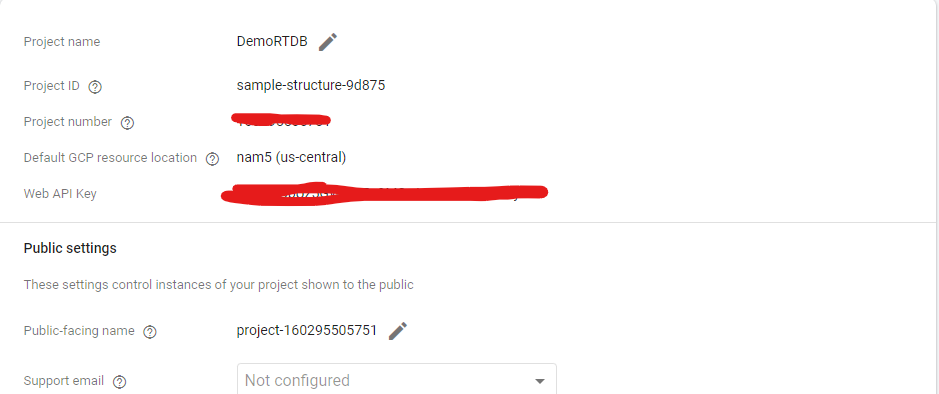 Project name DemoRTDB
Project ID sample-structure-9d875
Project number
Default GCP resource location nam5 (us-central)
Web API Key
Public settings
These settings control instances of your project shown to the public
Public-facing name project-160295505751
Support email Not configured